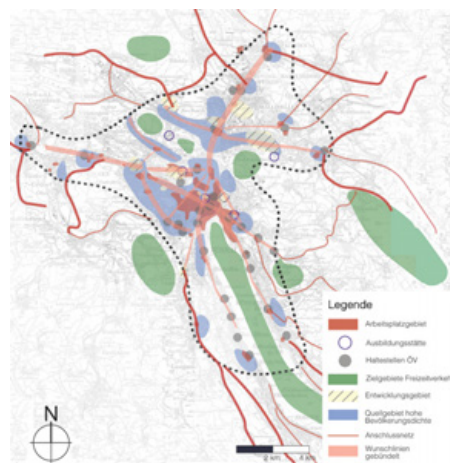 Legende
Arbeitsplatzgebiet
Ausbildungsstätte
Haltestellen ÖV
Zielgebiete Freizeitverkehr
Entwicklungsgebiet
Quellgebiet hohe
Bevölkerungsdichte
Anschlussnetz
Wunschlinien
gebündelt
N